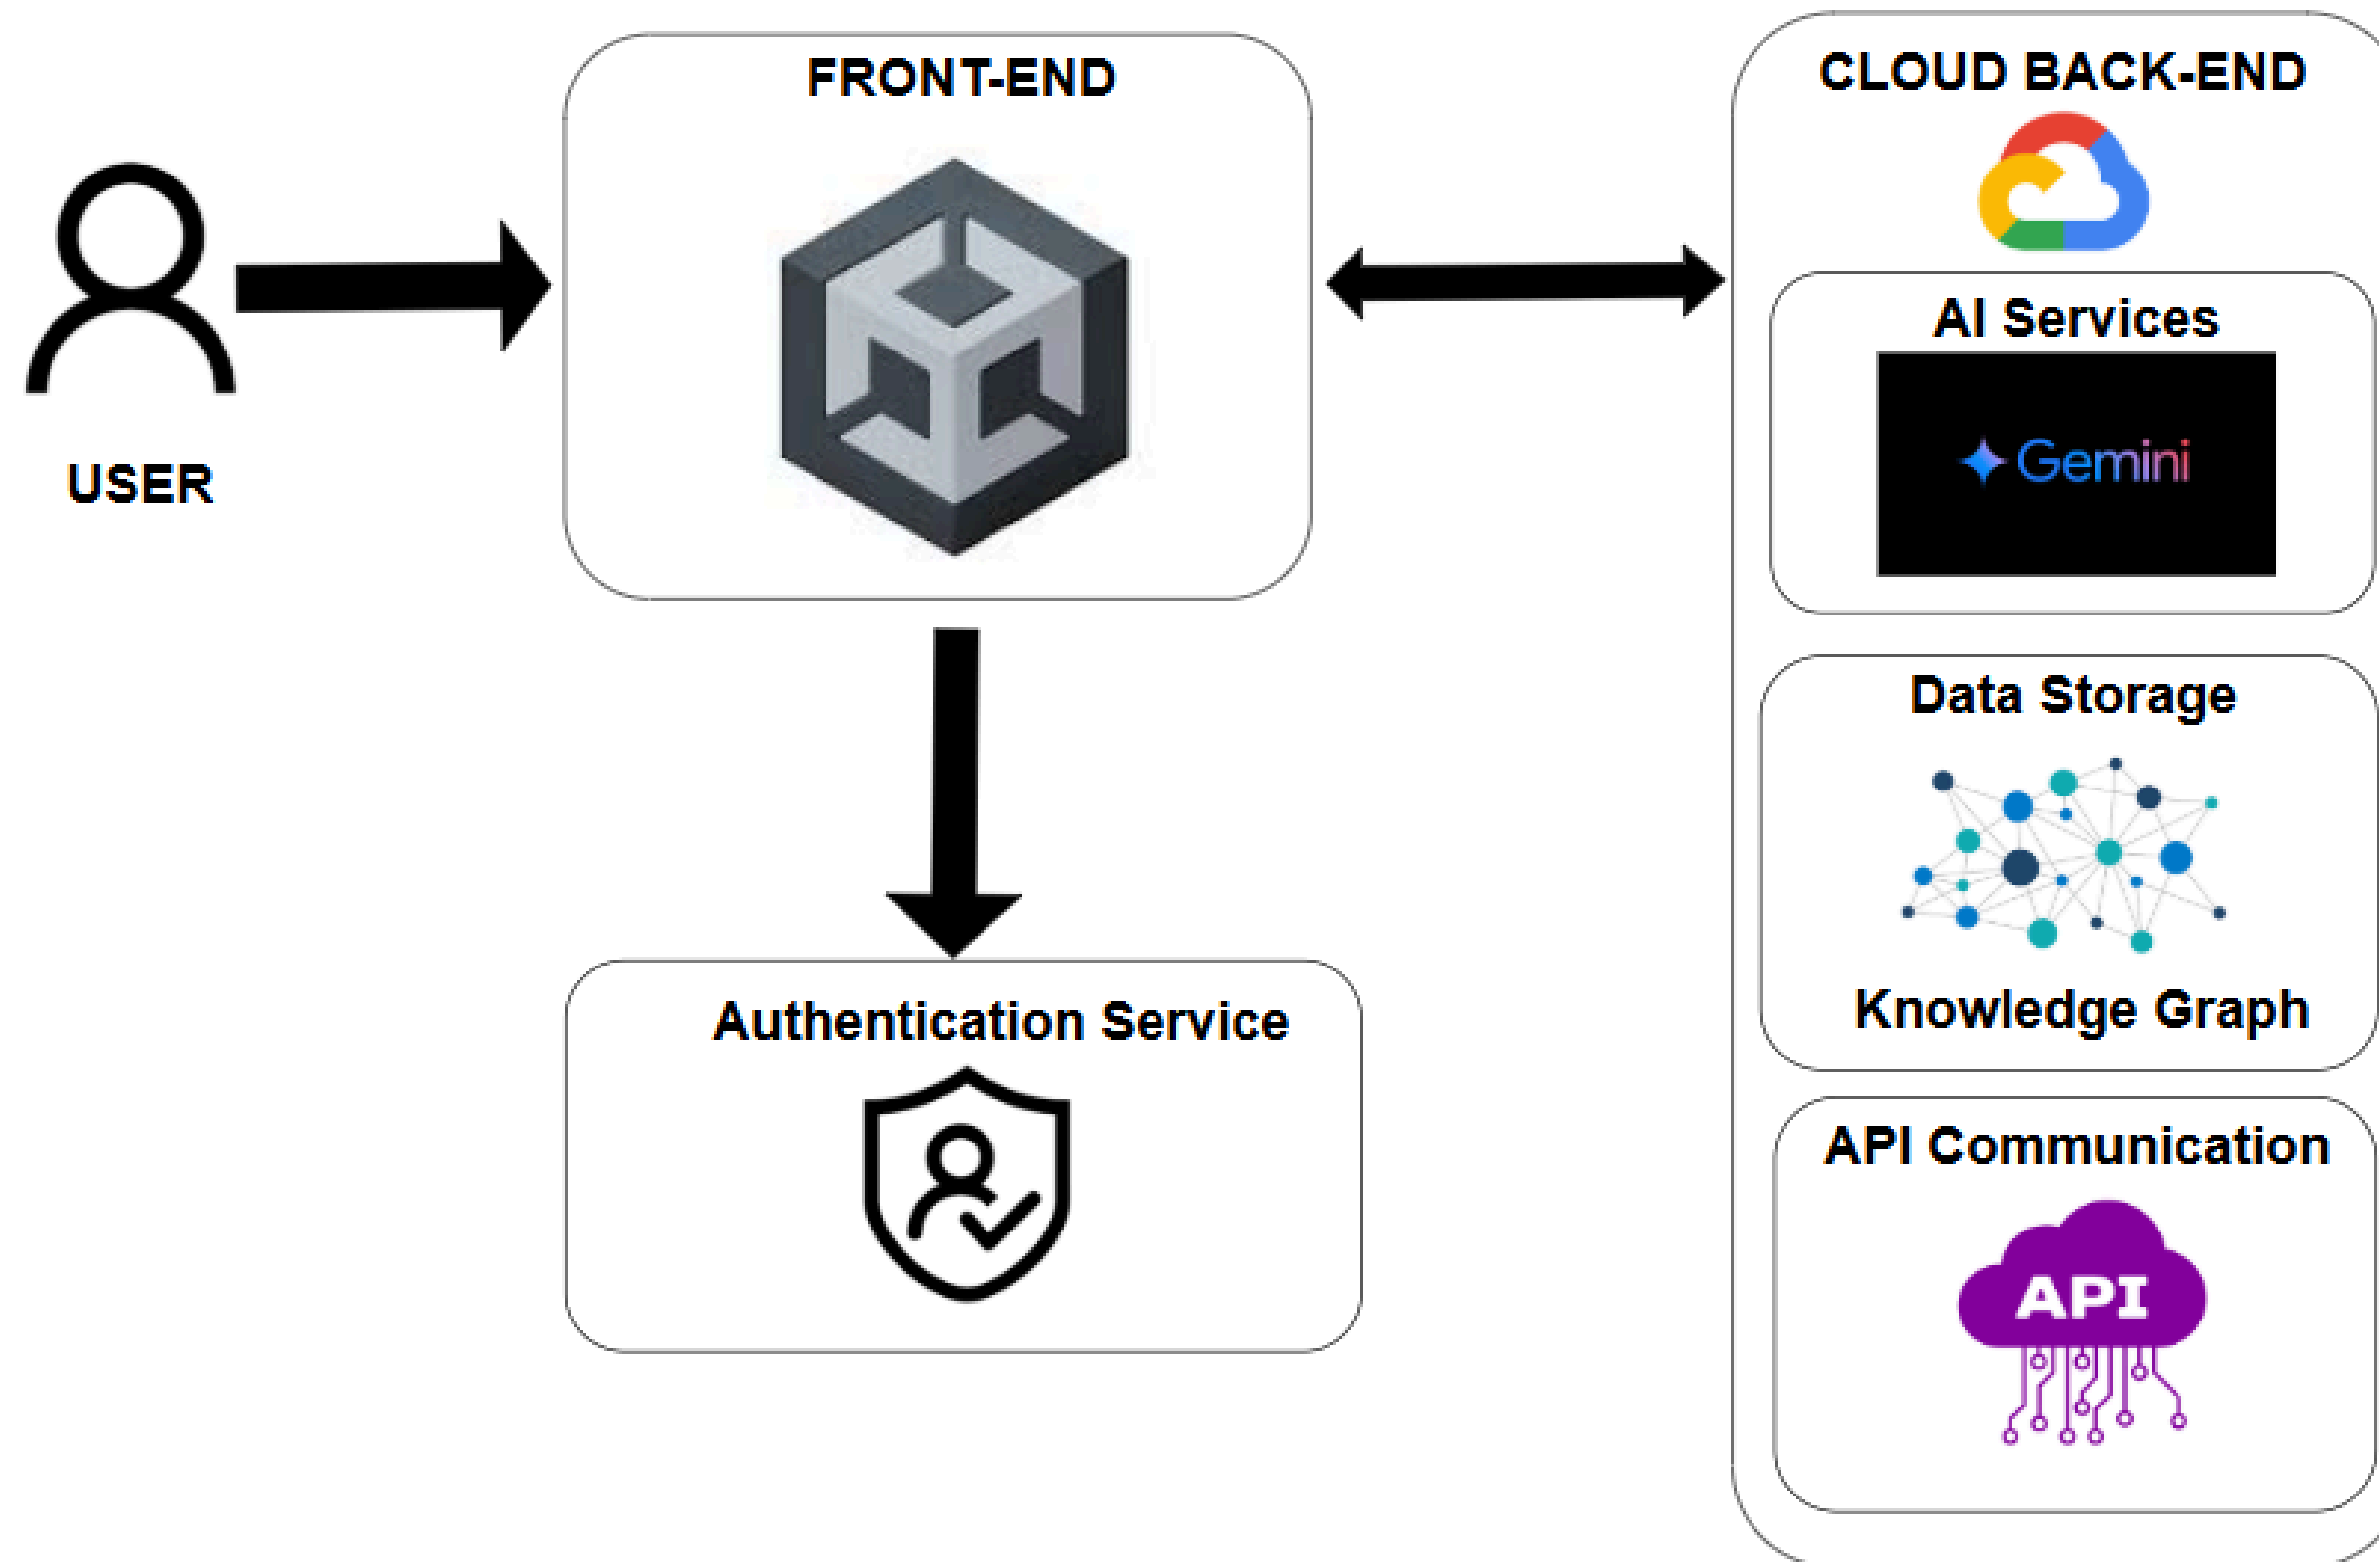 FRONT-END
CLOUD BACK-END
USER
AI Services
Gemini
Data Storage
Knowledge Graph
Authentication Service
API Communication
API